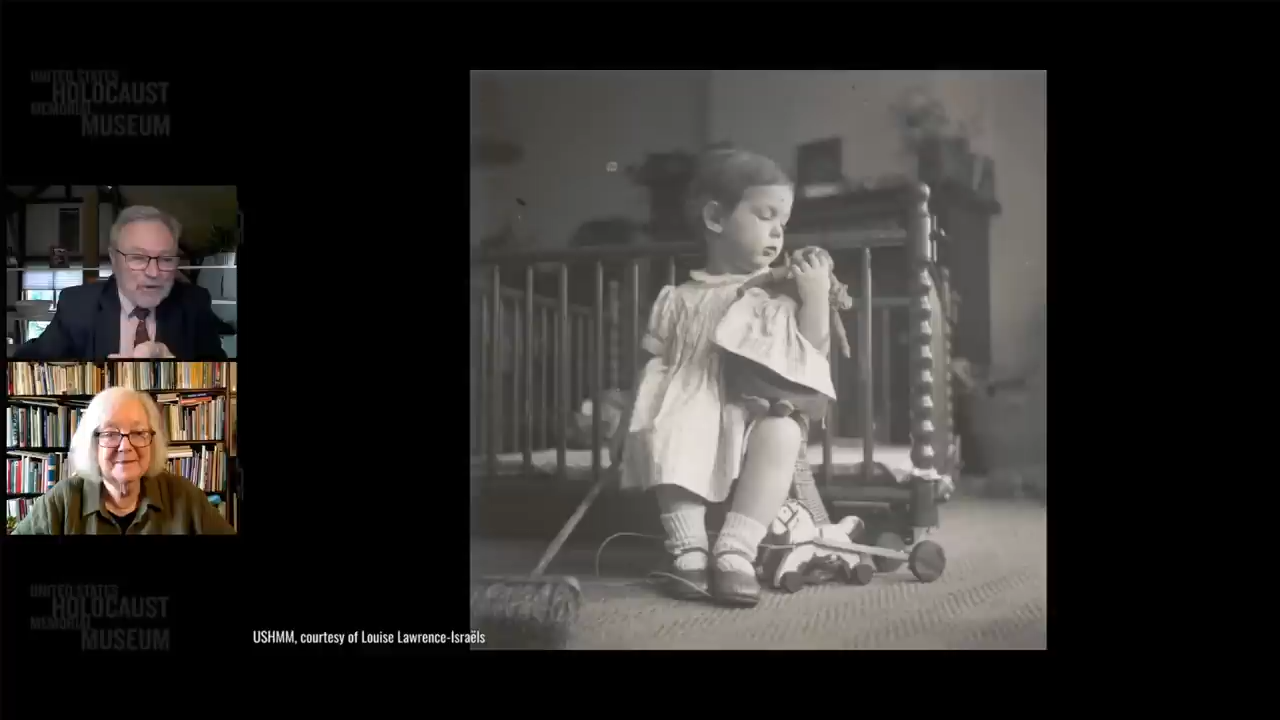 UNITED STATES
HOLOCAUST
MEMORIAL
MUSEUM
USHMM, courtesy of Louise Lawrence-Israëls
UNITED STATES
HOLOCAUST
MEMORIAL
MUSEUM